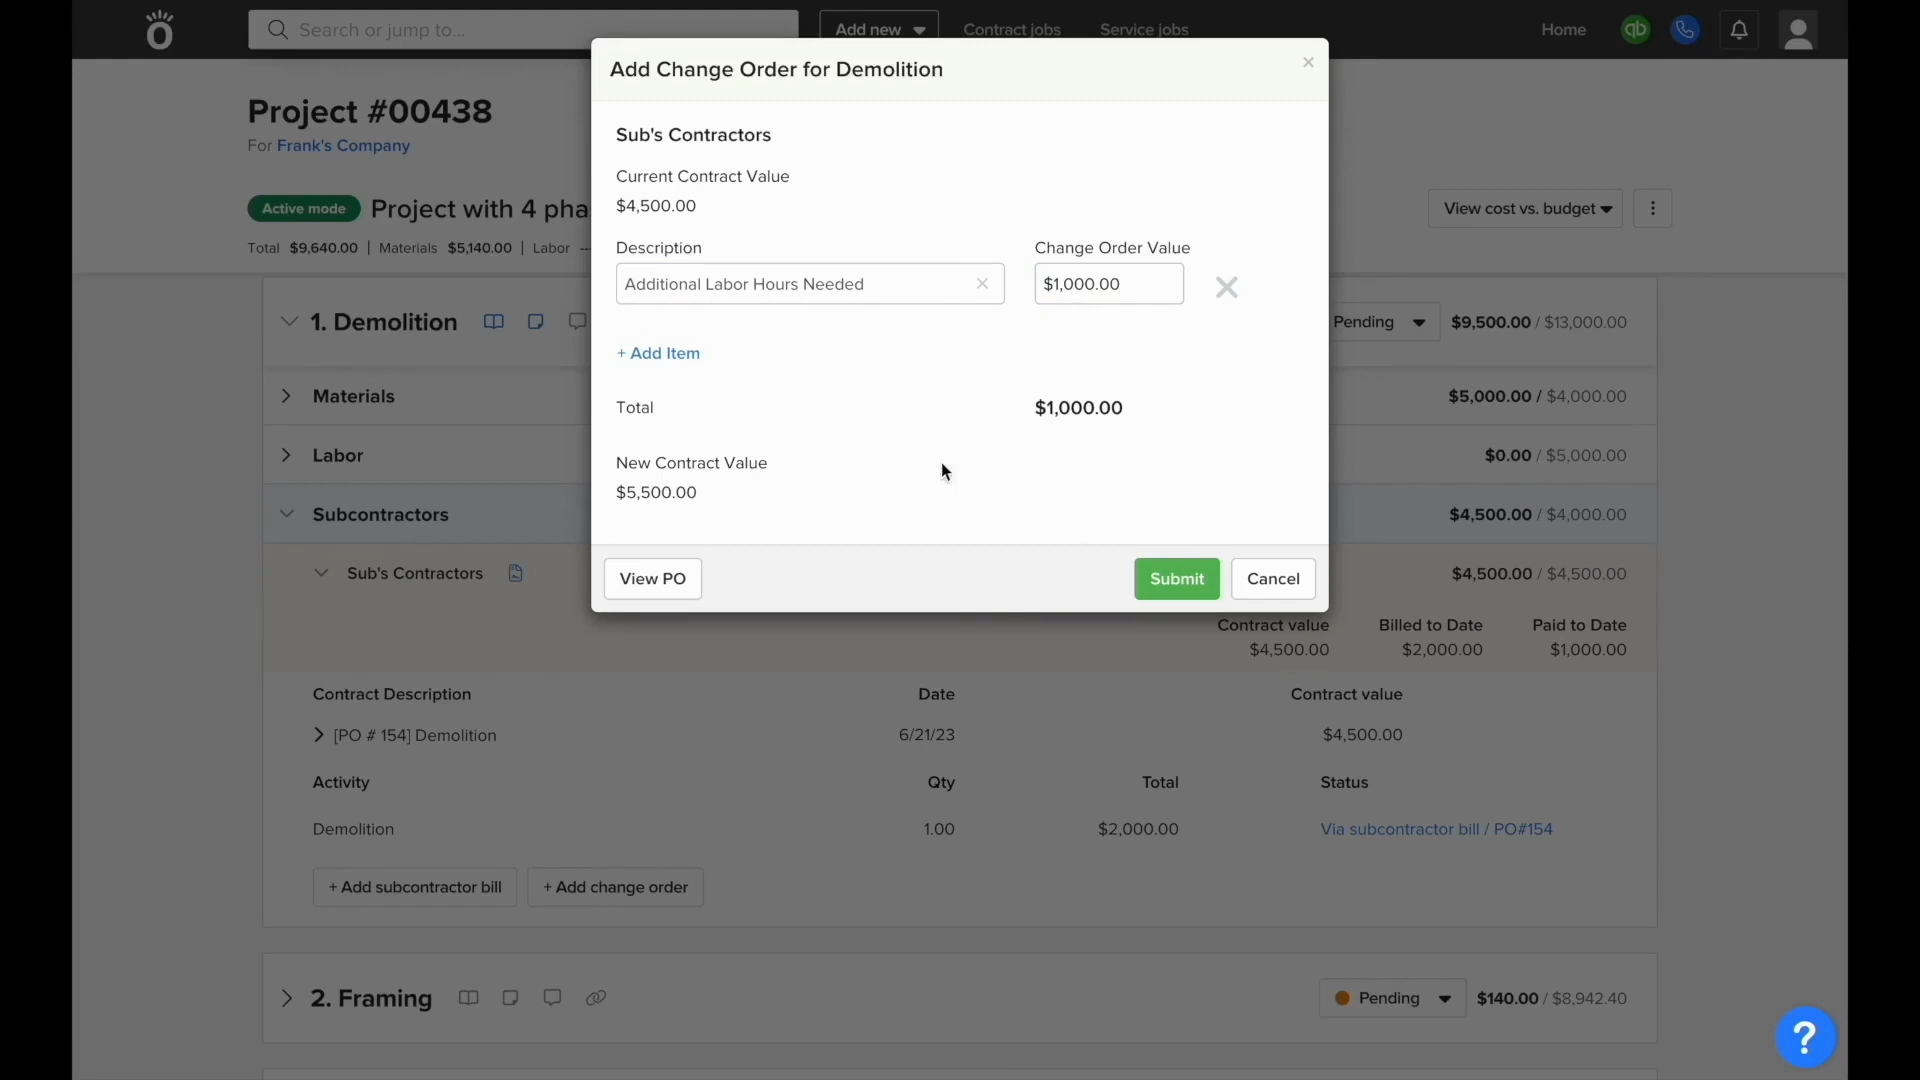 Search or jump to...
Add new
Contract jobs
Service jobs
Home
qb
Project #00438
For Frank's Company
Active mode
Project with 4 pha
Total $9,640.00 | Materials $5,140.00 | Labor --
View cost vs. budget
Add Change Order for Demolition
Sub's Contractors
Current Contract Value
$4,500.00
Description
Change Order Value
Additional Labor Hours Needed
$1,000.00
+ Add Item
Total
$1,000.00
New Contract Value
$5,500.00
View PO
Submit
Cancel
1. Demolition
Pending
$9,500.00 / $13,000.00
Materials
$5,000.00 / $4,000.00
Labor
$0.00 / $5,000.00
Subcontractors
$4,500.00 / $4,000.00
Sub's Contractors
$4,500.00 / $4,500.00
Contract value
Billed to Date
Paid to Date
$4,500.00
$2,000.00
$1,000.00
Contract Description
Date
Contract value
[PO # 154] Demolition
6/21/23
$4,500.00
Activity
Qty
Total
Status
Demolition
1.00
$2,000.00
Via subcontractor bill / PO#154
+ Add subcontractor bill
+ Add change order
2. Framing
Pending
$140.00 / $8,942.40
?